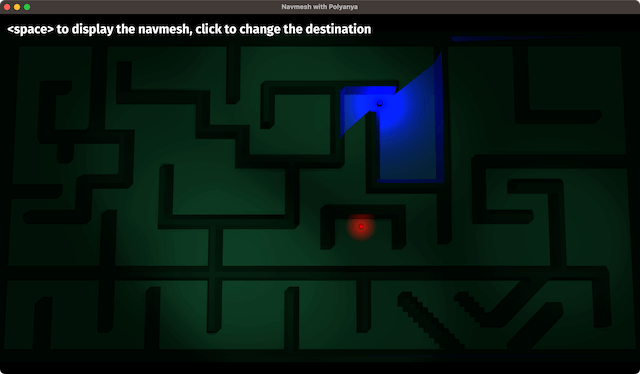 Navmesh with Polyanya
<space> to display the navmesh, click to change the destination